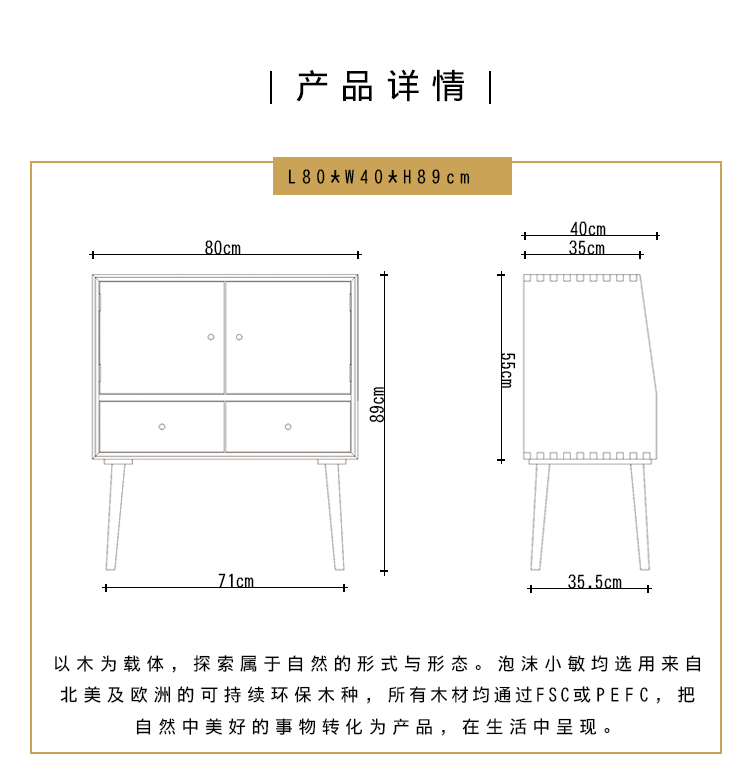 产品详情
L80*W40*H89cm
40cm
80cm
35cm
55cm
89cm
71cm
35.5cm
以木为载体，探索属于自然的形式与形态。泡沫小敏均选用来自
北美及欧洲的可持续环保木种，所有木材均通过FSC或PEFC，把
自然中美好的事物转化为产品，在生活中呈现。